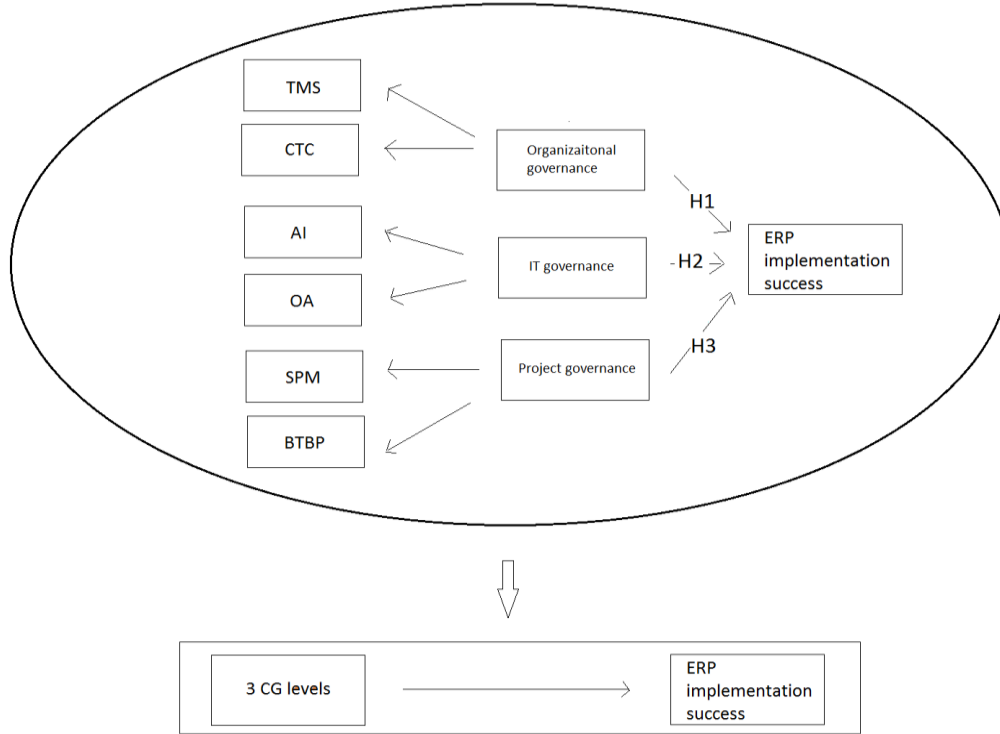 TMS
CTC
Organizaitonal
governance
H1
AI
IT governance
H2
ERP
implementation
success
OA
SPM
Project governance
H3
BTBP
3 CG levels
ERP
implementation
success